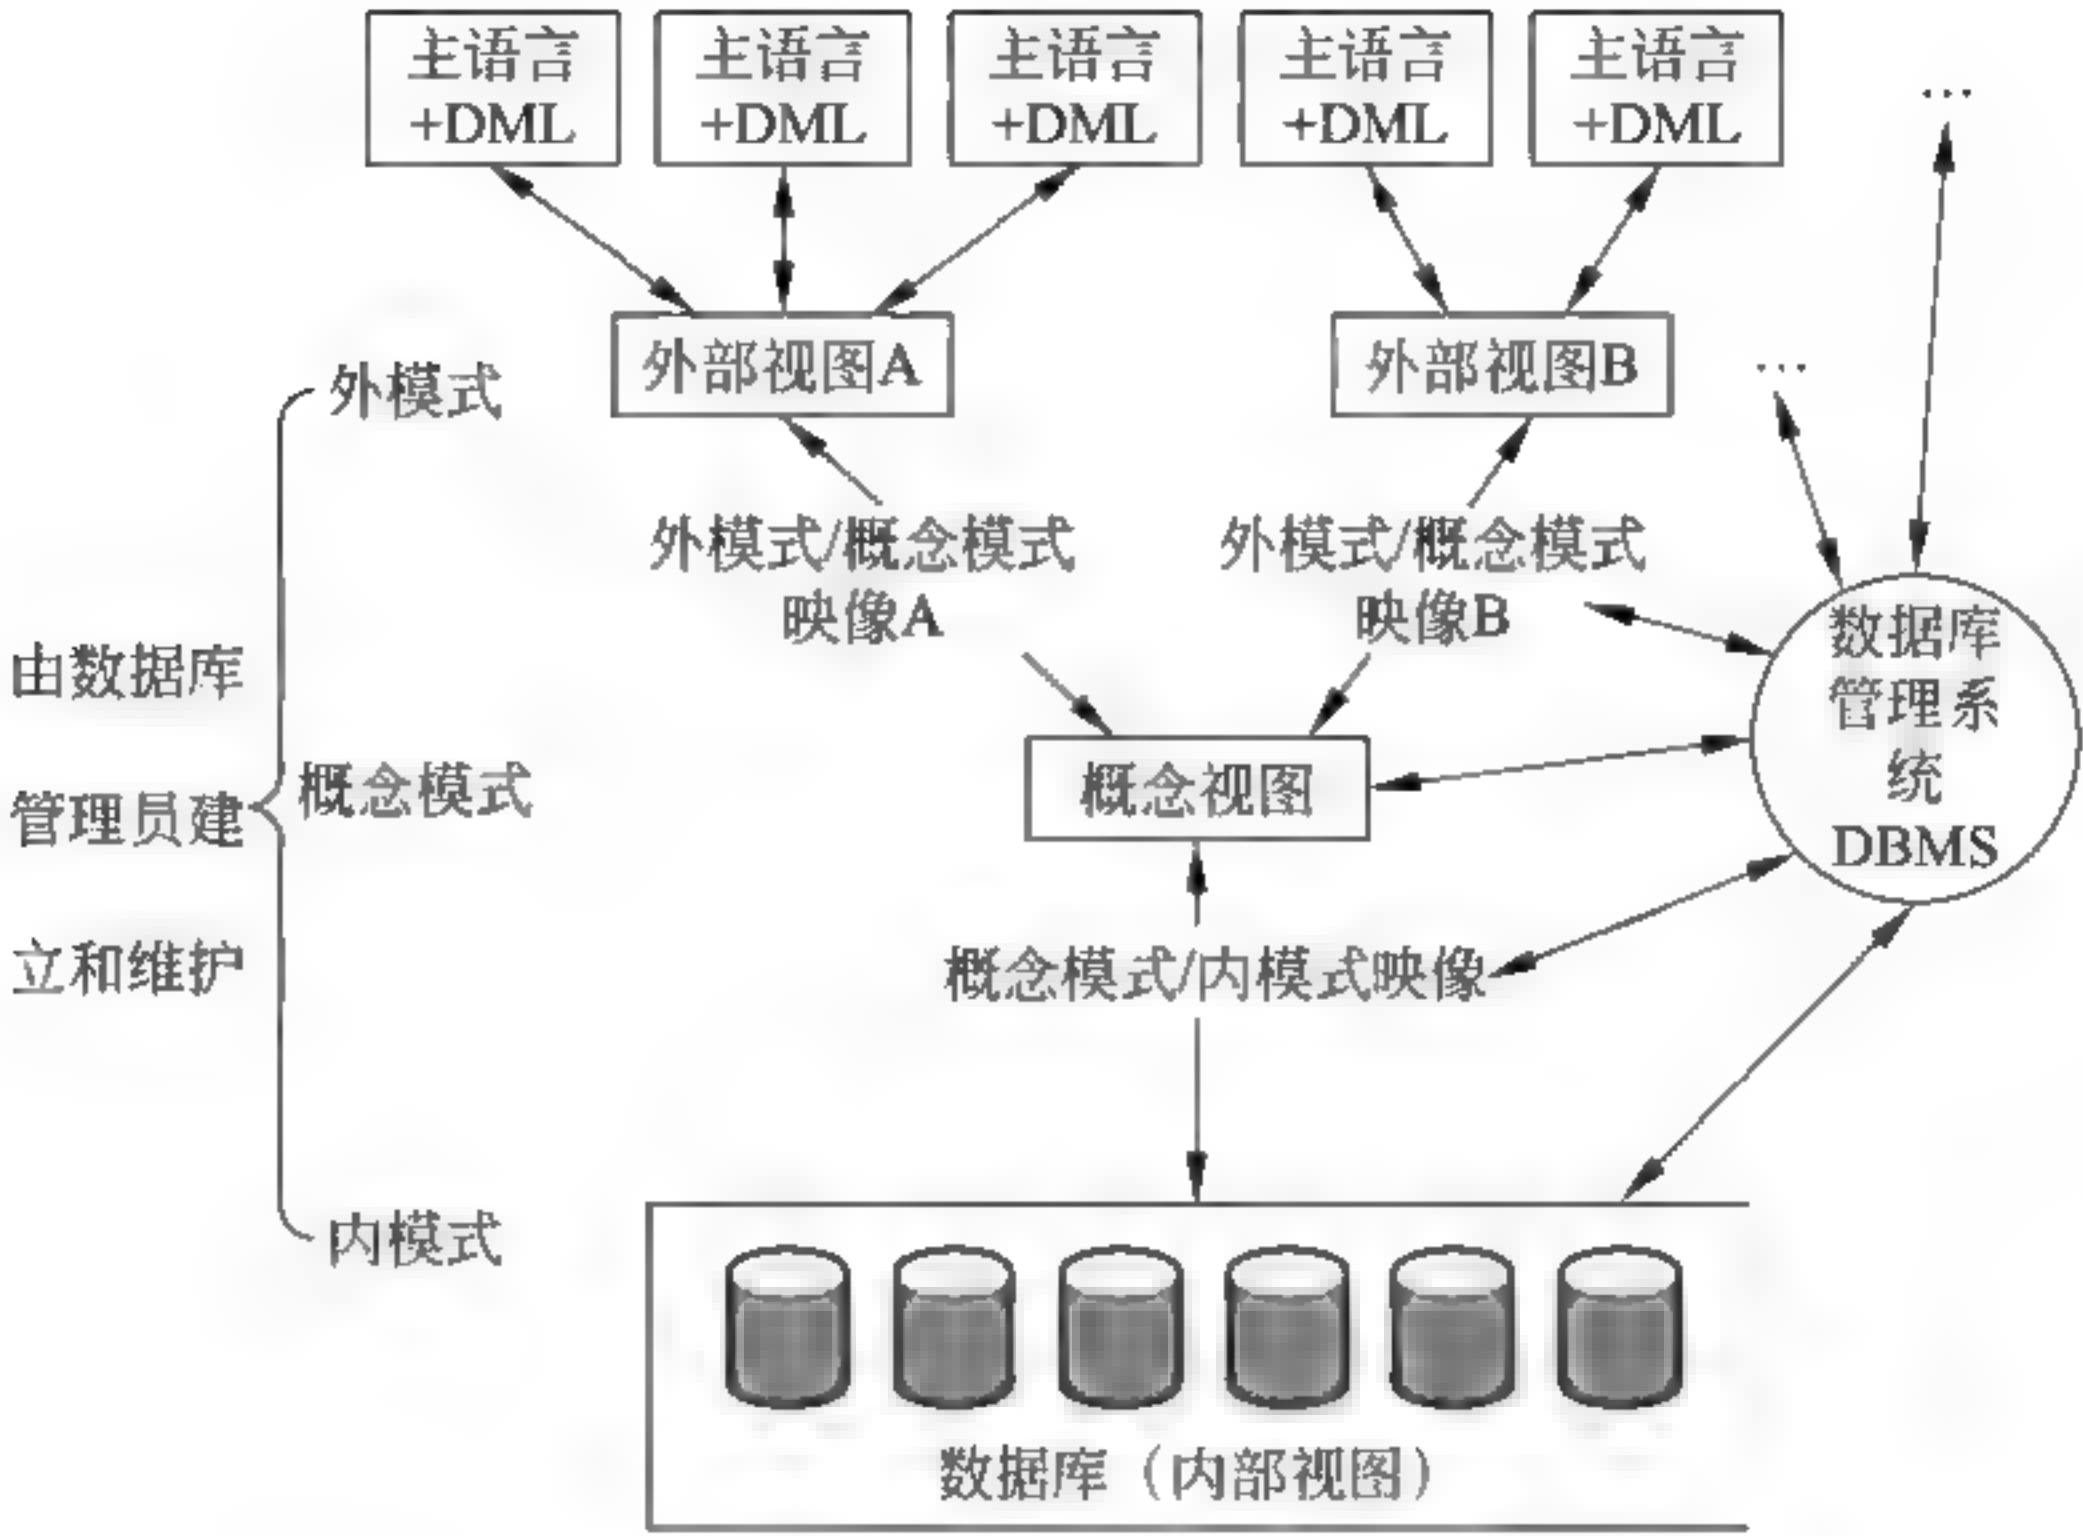 主语言
+DML
主语言
+DML
主语言
+DML
主语言
+DML
主语言
+DML
…
外模式
外部视图A
外部视图B
…
外模式/概念模式
映像A
外模式/概念模式
映像B
由数据库
管理员建
立和维护
概念模式
概念视图
数据库
管理系
统
DBMS
概念模式/内模式映像
内模式
数据库（内部视图）